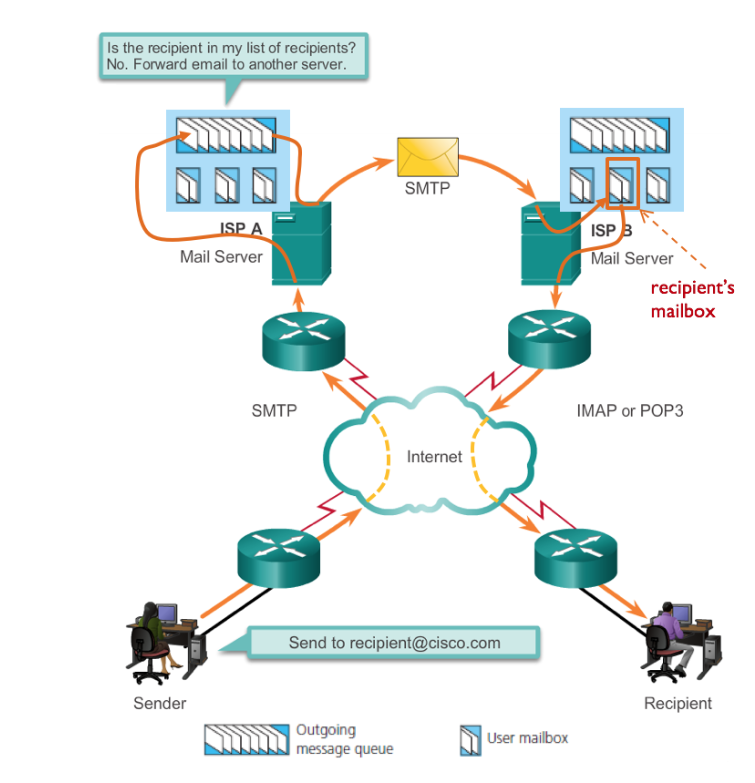 Is the recipient in my list of recipients?
No. Forward email to another server.
SMTP
ISP A
Mail Server
ISP B
Mail Server
recipient's
mailbox
SMTP
IMAP or POP3
Internet
Send to recipient@cisco.com
Sender
Recipient
Outgoing
message queue
User mailbox